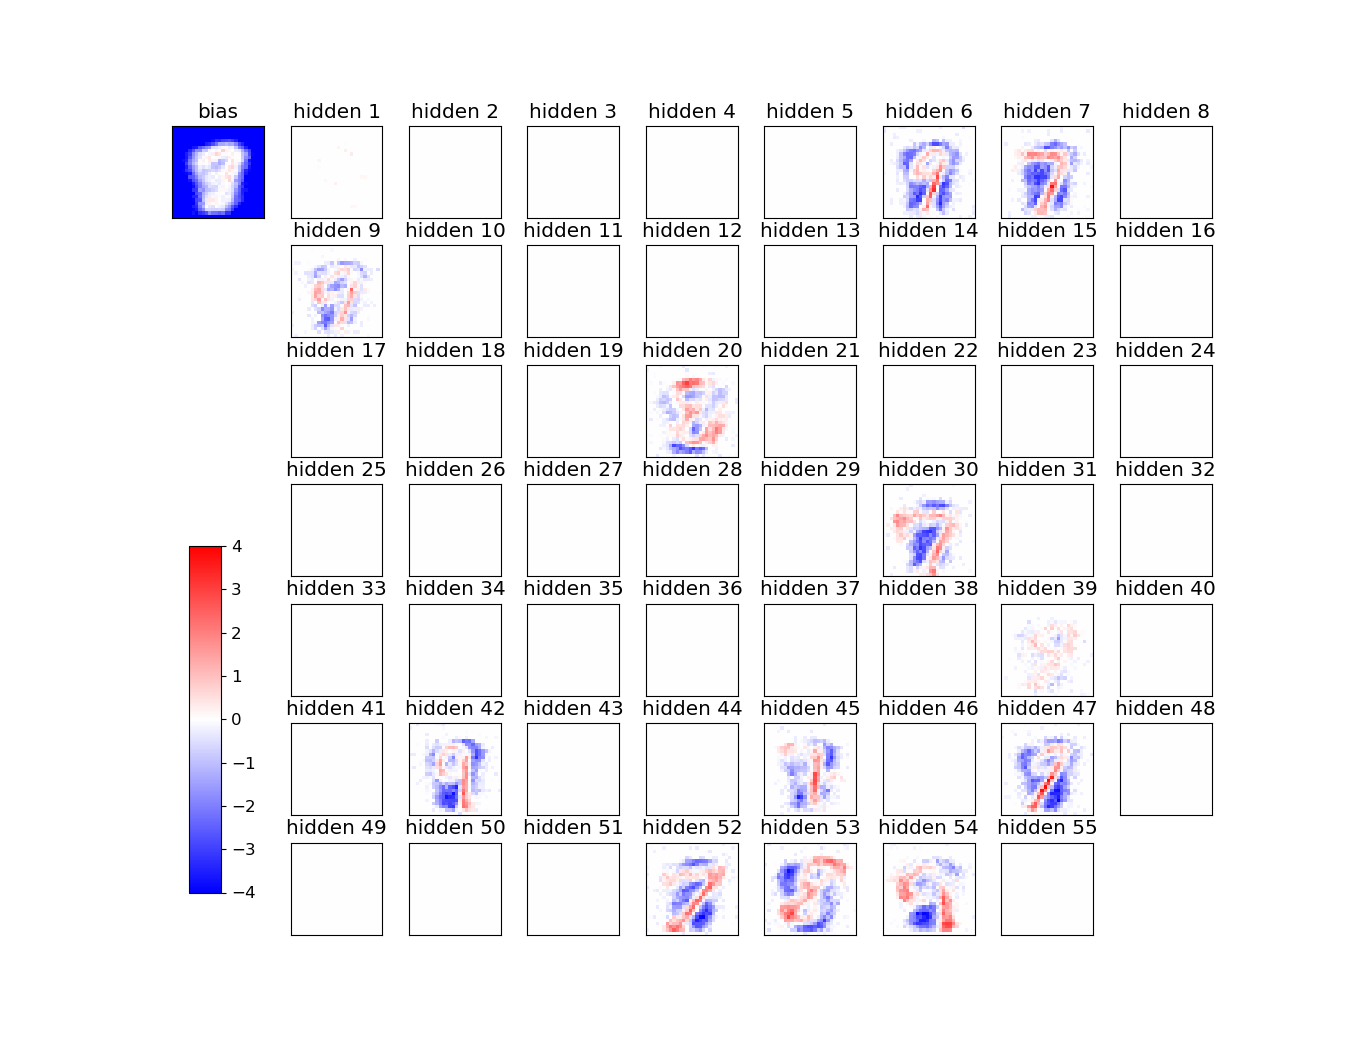 bias hidden 1 hidden 2 hidden 3 hidden 4 hidden 5 hidden 6 hidden 7 hidden 8
hidden 9 hidden 10 hidden 11 hidden 12 hidden 13 hidden 14 hidden 15 hidden 16
hidden 17 hidden 18 hidden 19 hidden 20 hidden 21 hidden 22 hidden 23 hidden 24
hidden 25 hidden 26 hidden 27 hidden 28 hidden 29 hidden 30 hidden 31 hidden 32
hidden 33 hidden 34 hidden 35 hidden 36 hidden 37 hidden 38 hidden 39 hidden 40
hidden 41 hidden 42 hidden 43 hidden 44 hidden 45 hidden 46 hidden 47 hidden 48
hidden 49 hidden 50 hidden 51 hidden 52 hidden 53 hidden 54 hidden 55
4
3
2
1
0
−1
−2
−3
−4